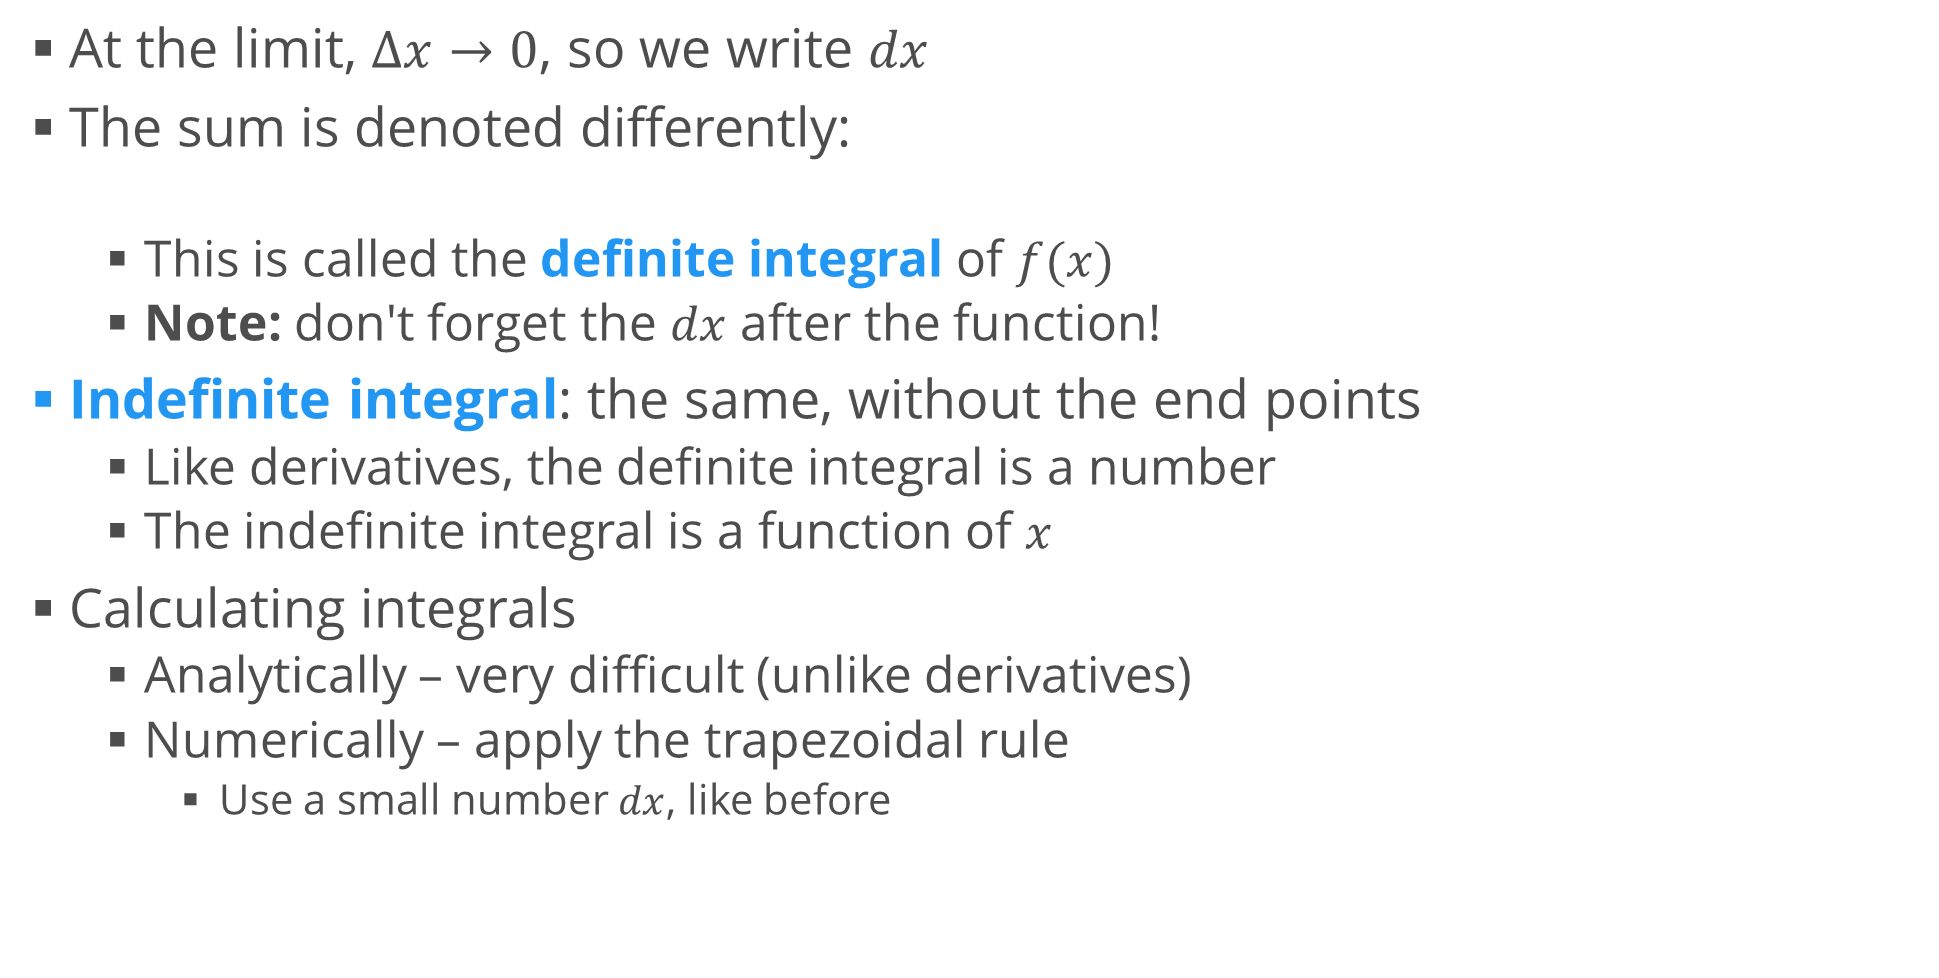 ▪ At the limit, Δx → 0, so we write dx
▪ The sum is denoted differently:
▪ This is called the definite integral of f(x)
▪ Note: don't forget the dx after the function!
▪ Indefinite integral: the same, without the end points
▪ Like derivatives, the definite integral is a number
▪ The indefinite integral is a function of x
▪ Calculating integrals
▪ Analytically – very difficult (unlike derivatives)
▪ Numerically – apply the trapezoidal rule
▪ Use a small number dx, like before